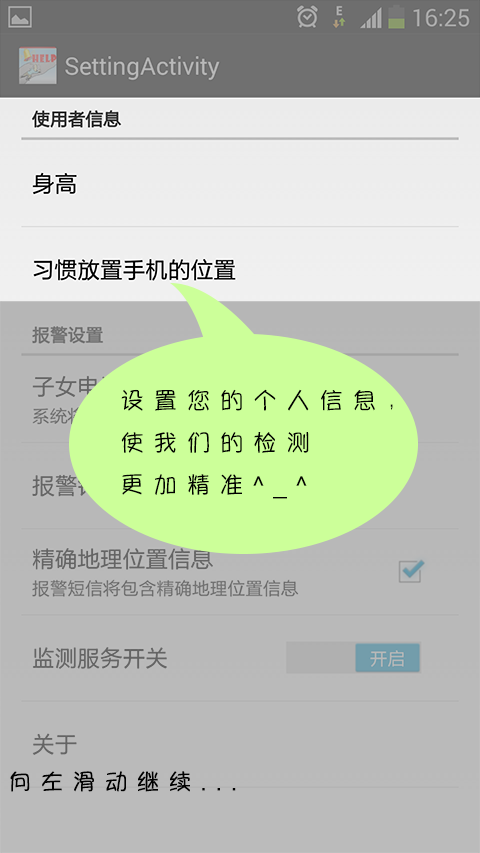 E 16:25
HELP SettingActivity
使用者信息
身高
习惯放置手机的位置
报警设置
子女电
系统将
设置您的个人信息，
使我们的检测
更加精准^_^
报警
精确地理位置信息
报警短信将包含精确地理位置信息
监测服务开关 开启
关于
向左滑动继续...